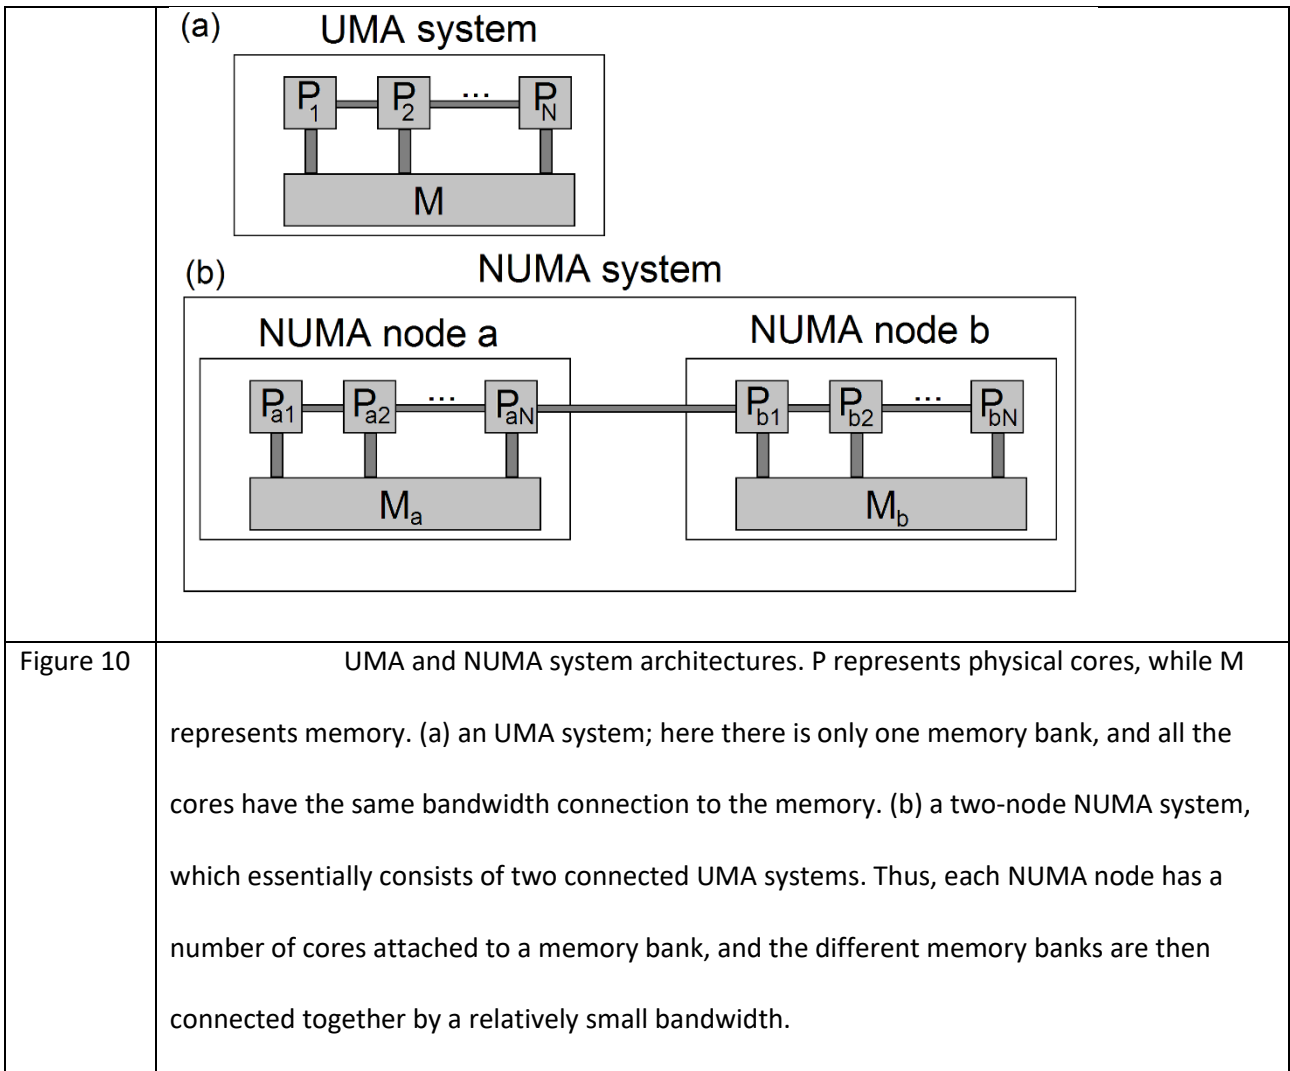 (a) UMA system
P1 P2 ... PN
M
(b) NUMA system
NUMA node a NUMA node b
Pa1 Pa2 ... PaN Pb1 Pb2 ... PbN
Ma Mb
Figure 10 UMA and NUMA system architectures. P represents physical cores, while M
represents memory. (a) an UMA system; here there is only one memory bank, and all the
cores have the same bandwidth connection to the memory. (b) a two-node NUMA system,
which essentially consists of two connected UMA systems. Thus, each NUMA node has a
number of cores attached to a memory bank, and the different memory banks are then
connected together by a relatively small bandwidth.